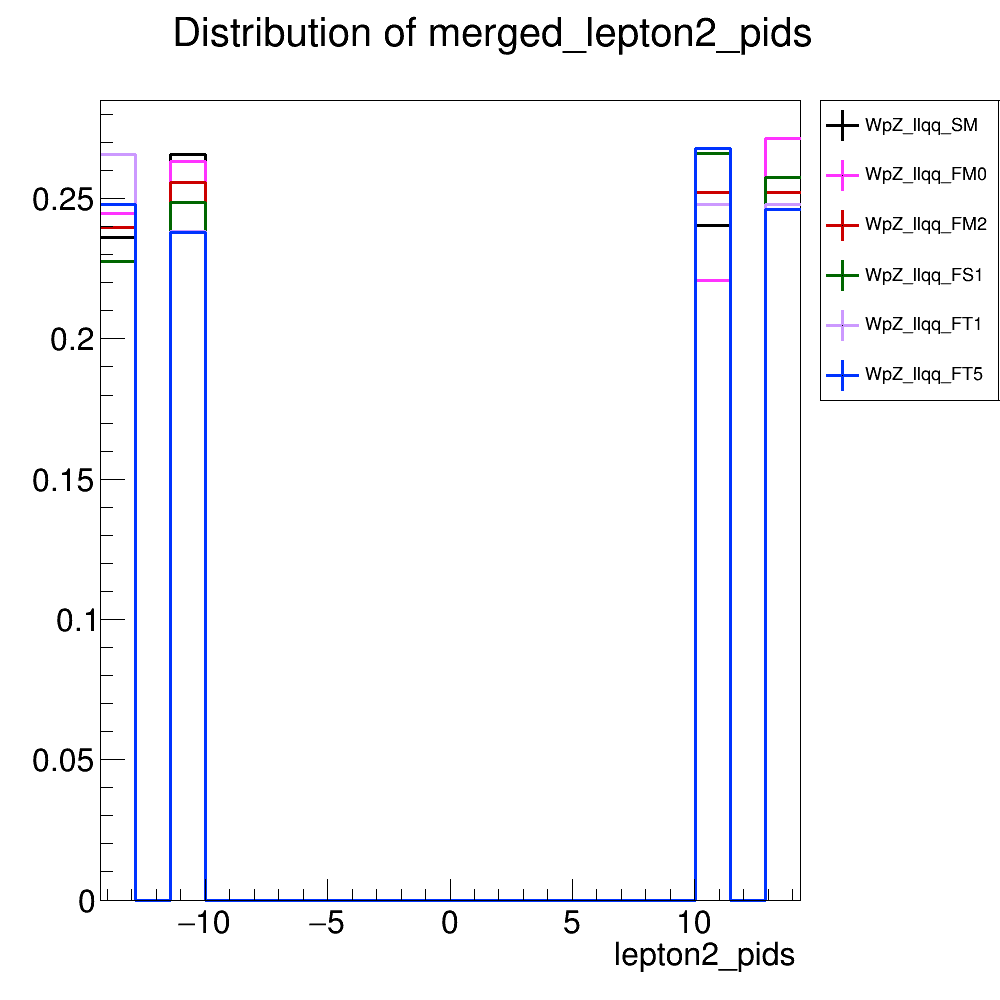 Distribution of merged_lepton2_pids
WpZ_llqq_SM
WpZ_llqq_FM0
WpZ_llqq_FM2
WpZ_llqq_FS1
WpZ_llqq_FT1
WpZ_llqq_FT5
0.25
0.2
0.15
0.1
0.05
0
−10 −5 0 5 10
lepton2_pids